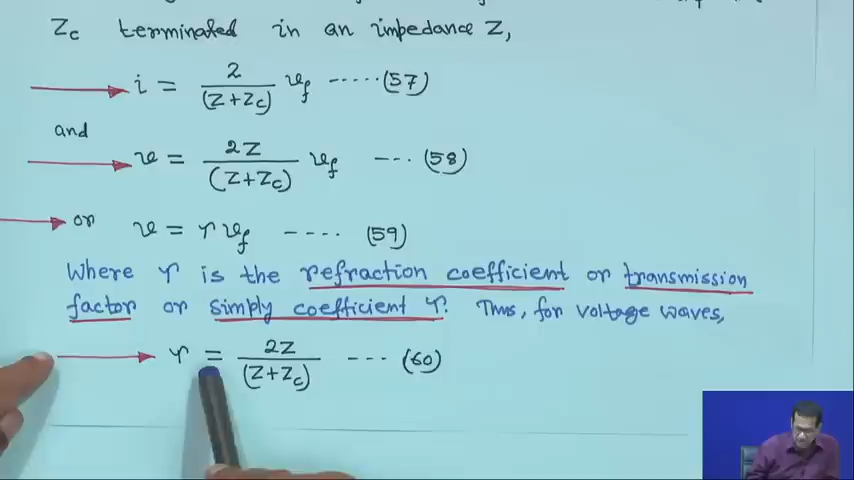 Zc terminated in an impedance Z,
i = 2/(Z+Zc) vf ----- (57)
and
v = 2Z/(Z+Zc) vf --- (58)
or v = τ vf ---- (59)
Where τ is the refraction coefficient or transmission
factor or simply coefficient τ. Thus, for voltage waves,
τ = 2Z/(Z+Zc) --- (60)